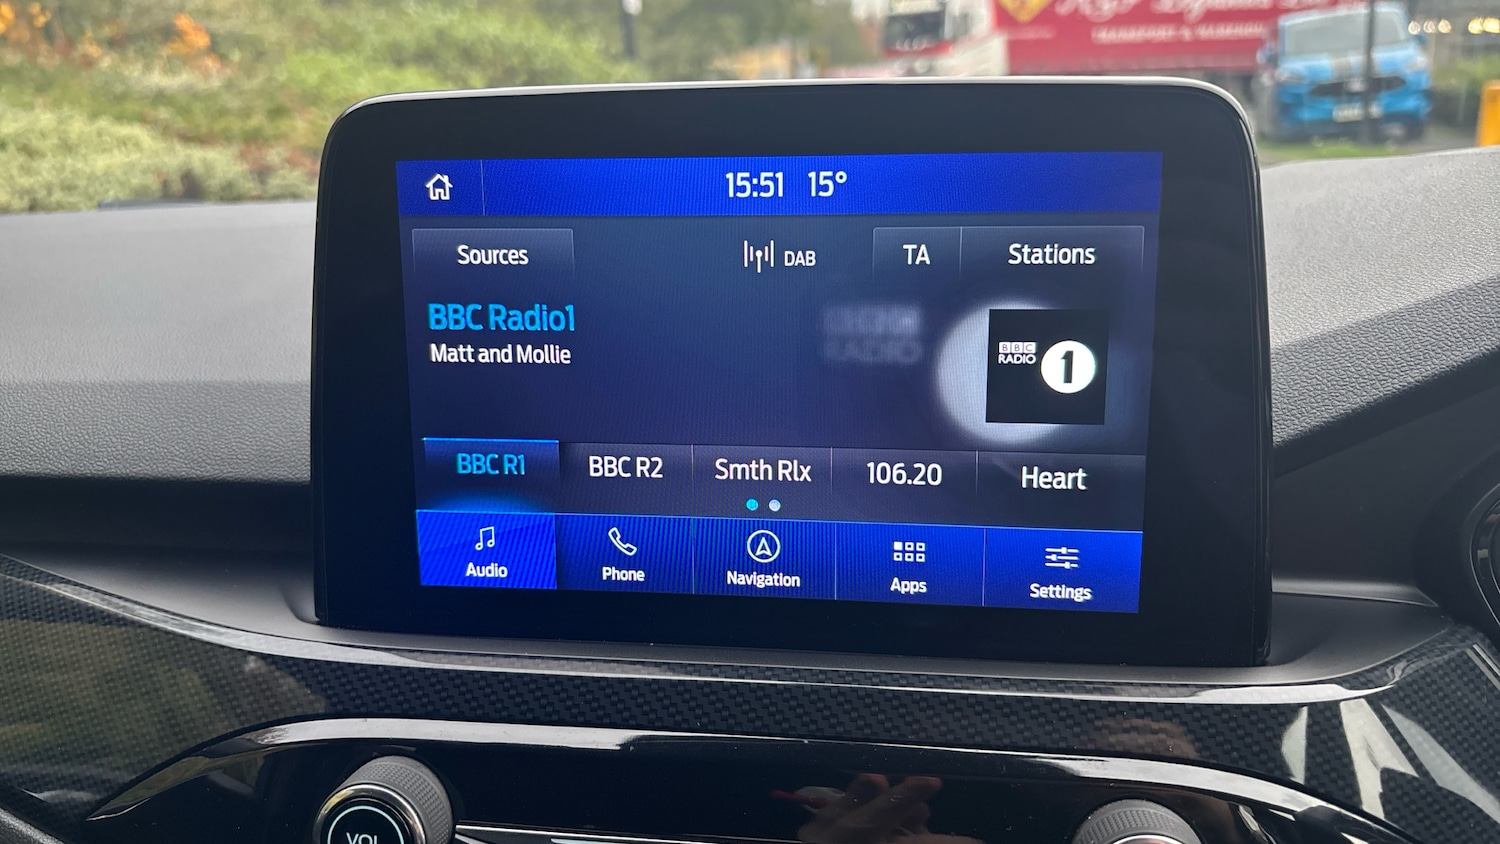 15:51 15°
Sources
DAB
TA
Stations
BBC Radio1
Matt and Mollie
BBC
RADIO
1
BBC R1
BBC R2
Smth Rlx
106.20
Heart
Audio
Phone
Navigation
Apps
Settings
VOL